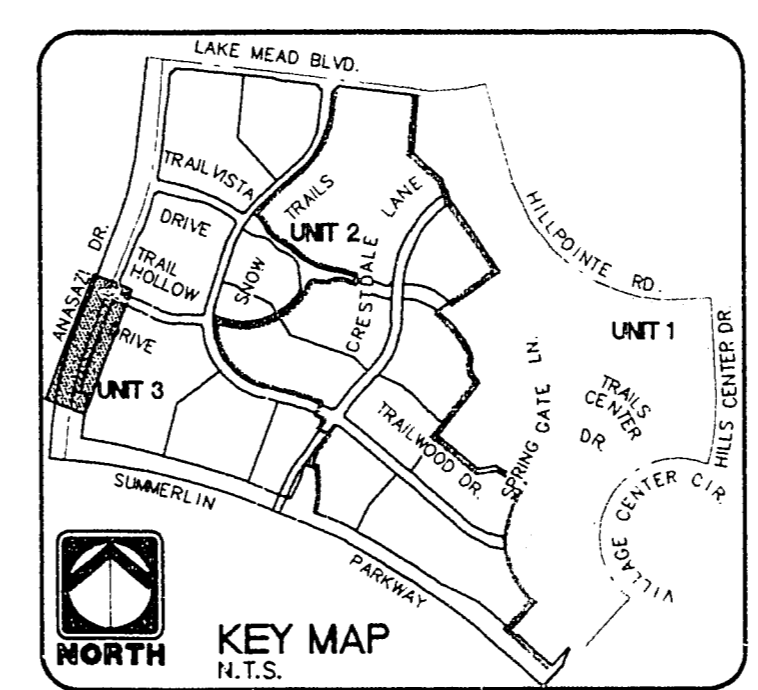 LAKE MEAD BLVD.
TRAIL VISTA
DRIVE
TRAILS
UNIT 2
LANE
CRESTDALE
SNOW
TRAIL
HOLLOW
DRIVE
ANASAZI DR.
UNIT 3
HILLPOINTE RD.
UNIT 1
HILLS CENTER DR.
TRAILS
CENTER
DR.
SPRING GATE LN.
TRAILWOOD DR.
VILLAGE CENTER CIR.
SUMMERLIN
PARKWAY
NORTH
KEY MAP
N.T.S.